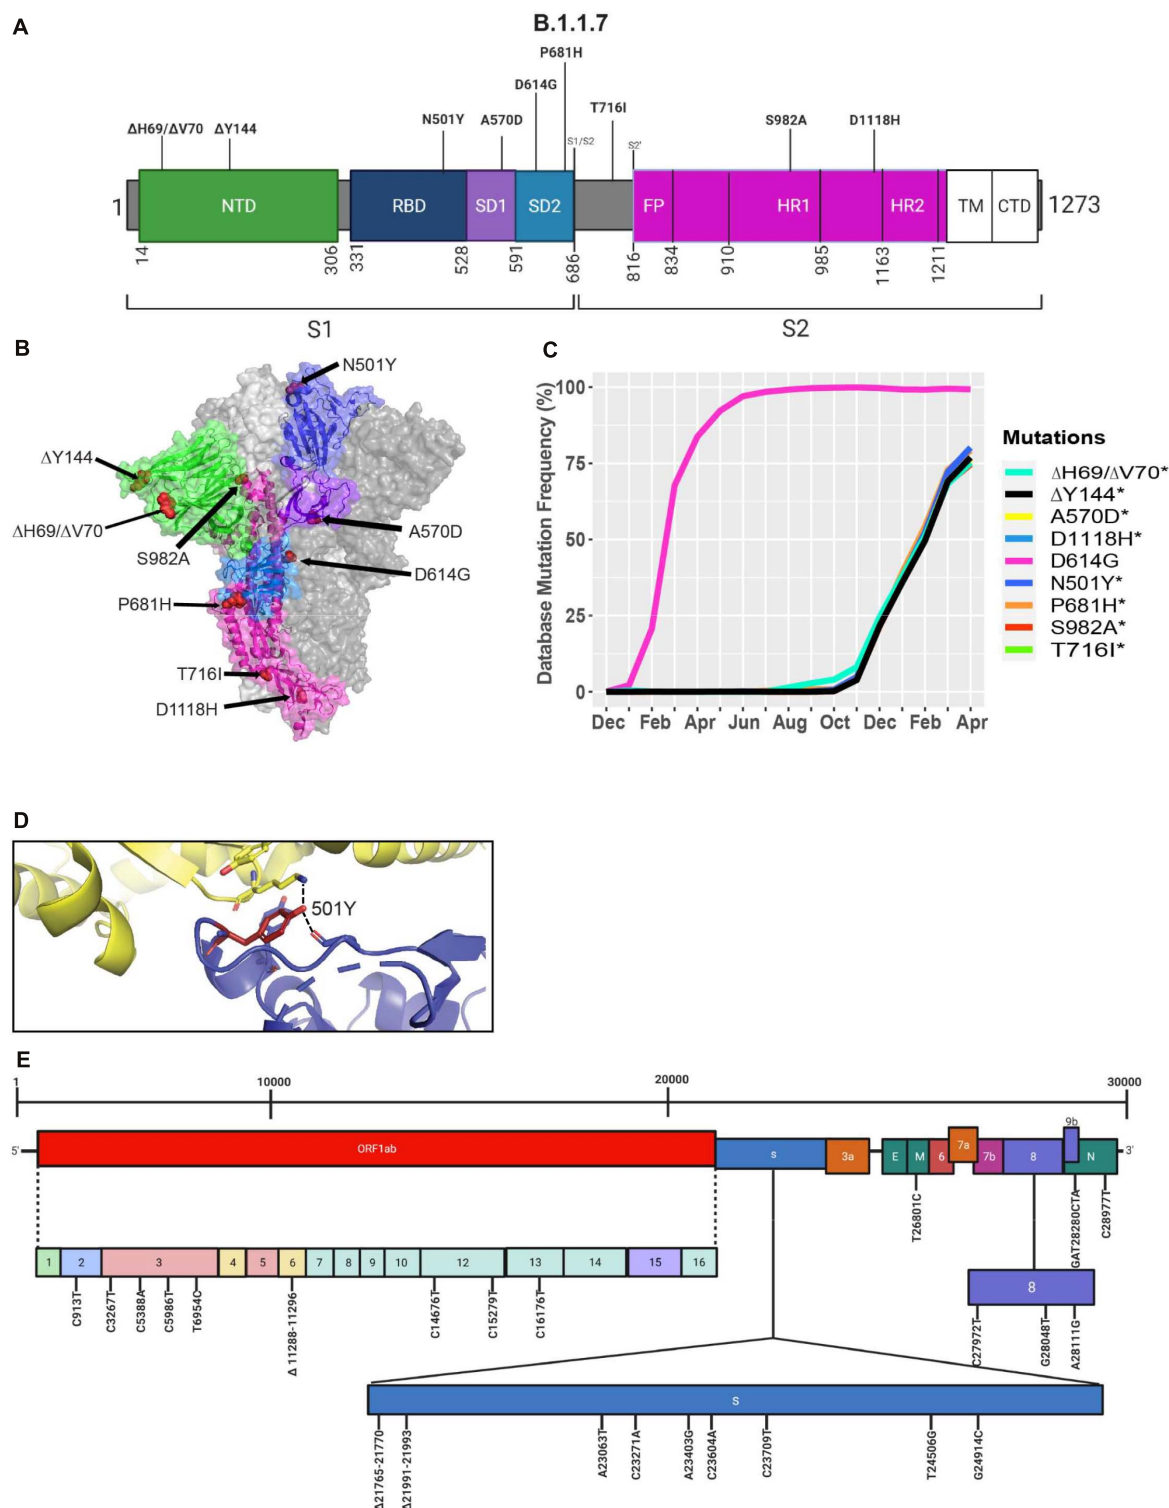 A
B.1.1.7
P681H
D614G
T716I
ΔH69/ΔV70 ΔY144 N501Y A570D S982A D1118H
S1/S2 S2'
1 NTD RBD SD1 SD2 FP HR1 HR2 TM CTD 1273
14 306 331 528 591 686 816 834 910 985 1163 1211
S1 S2
B
N501Y
ΔY144
ΔH69/ΔV70
S982A
A570D
D614G
P681H
T716I
D1118H
C
Database Mutation Frequency (%)
100
75
50
25
0
Dec Feb Apr Jun Aug Oct Dec Feb Apr
Mutations
ΔH69/ΔV70*
ΔY144*
A570D*
D1118H*
D614G
N501Y*
P681H*
S982A*
T716I*
D
501Y
E
1 10000 20000 30000
5' ORF1ab S 3a E M 6 7a 7b 8 9b N 3'
T26801C GAT28280CTA C28977T
1 2 3 4 5 6 7 8 9 10 12 13 14 15 16
C913T C3267T C5388A C5986T T6954C Δ 11288-11296 C14676T C15279T C16176T
8
C27972T G28048T A28111G
S
Δ21765-21770 Δ21991-21993 A23063T C23271A A23403G C23604A C23709T T24506G G24914C